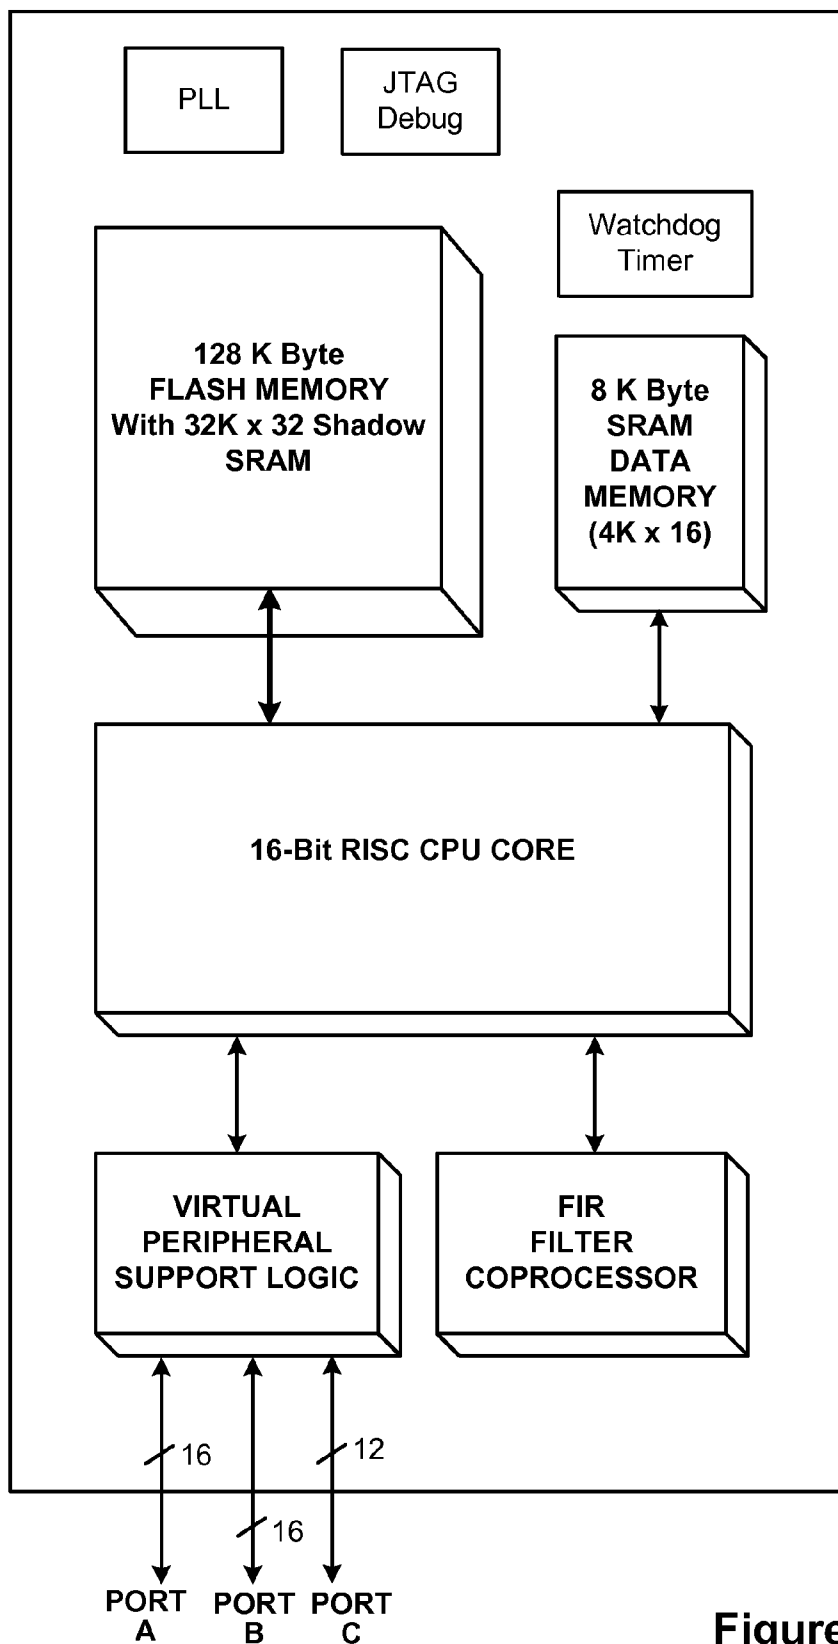 PLL
JTAG
Debug
Watchdog
Timer
128 K Byte
FLASH MEMORY
With 32K x 32 Shadow
SRAM
8 K Byte
SRAM
DATA
MEMORY
(4K x 16)
16-Bit RISC CPU CORE
VIRTUAL
PERIPHERAL
SUPPORT LOGIC
FIR
FILTER
COPROCESSOR
16
12
16
PORT
A
PORT
B
PORT
C
Figure